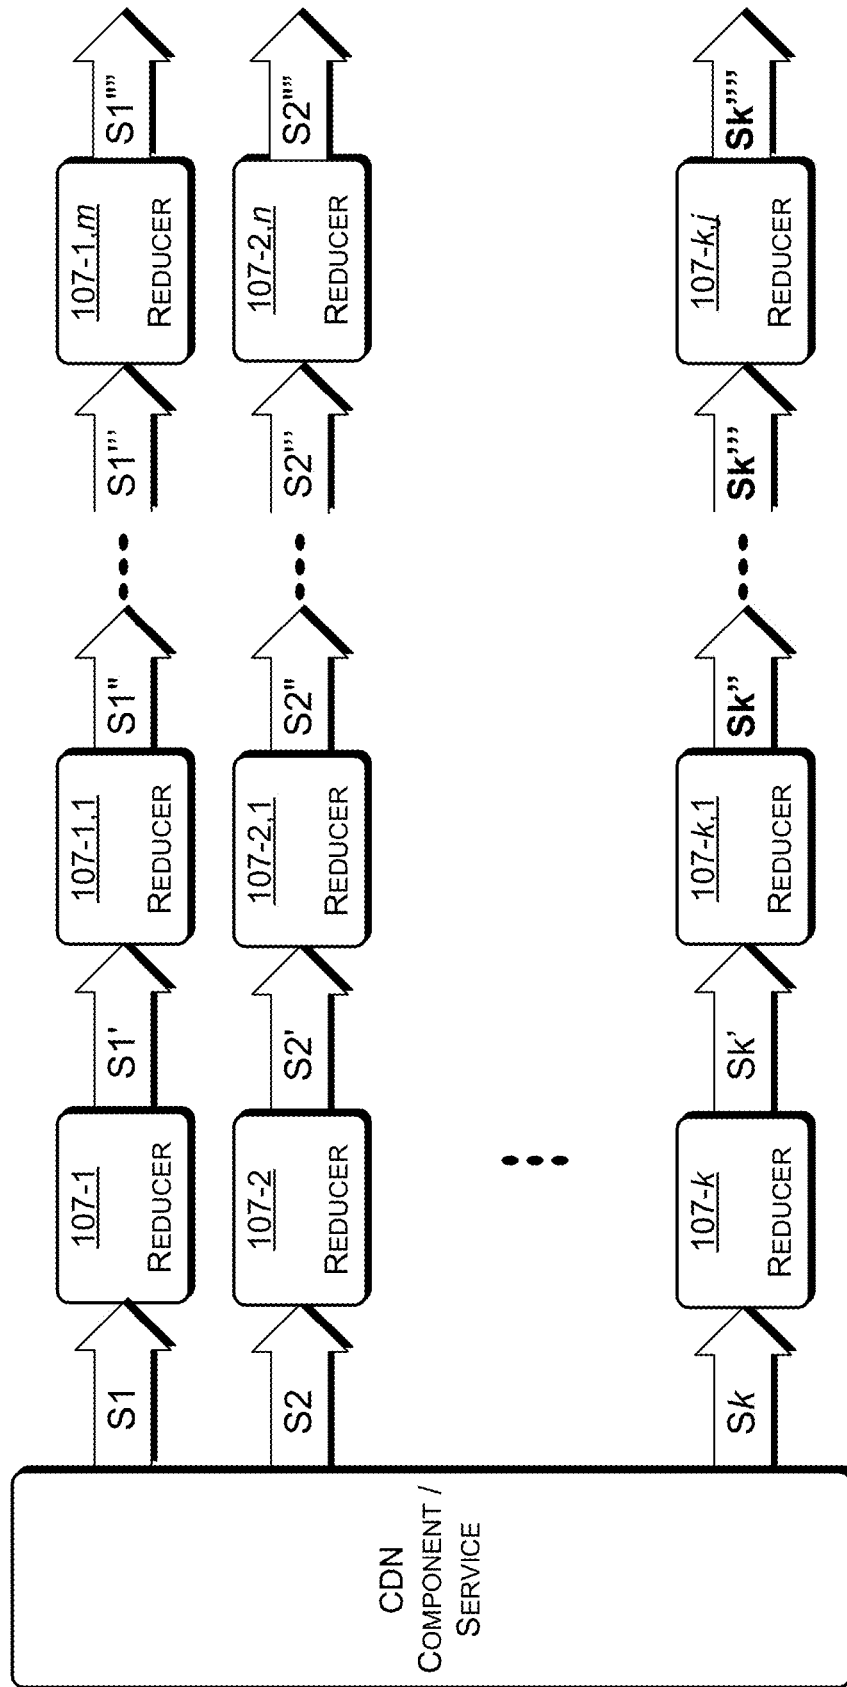 CDN
COMPONENT /
SERVICE
S1
107-1
REDUCER
S1'
107-1,1
REDUCER
S1"
S1'"
107-1,m
REDUCER
S1""
S2
107-2
REDUCER
S2'
107-2,1
REDUCER
S2"
S2'"
107-2,n
REDUCER
S2""
Sk
107-k
REDUCER
Sk’
107-k,1
REDUCER
Sk’’
Sk’’’
107-k,j
REDUCER
Sk’’’’